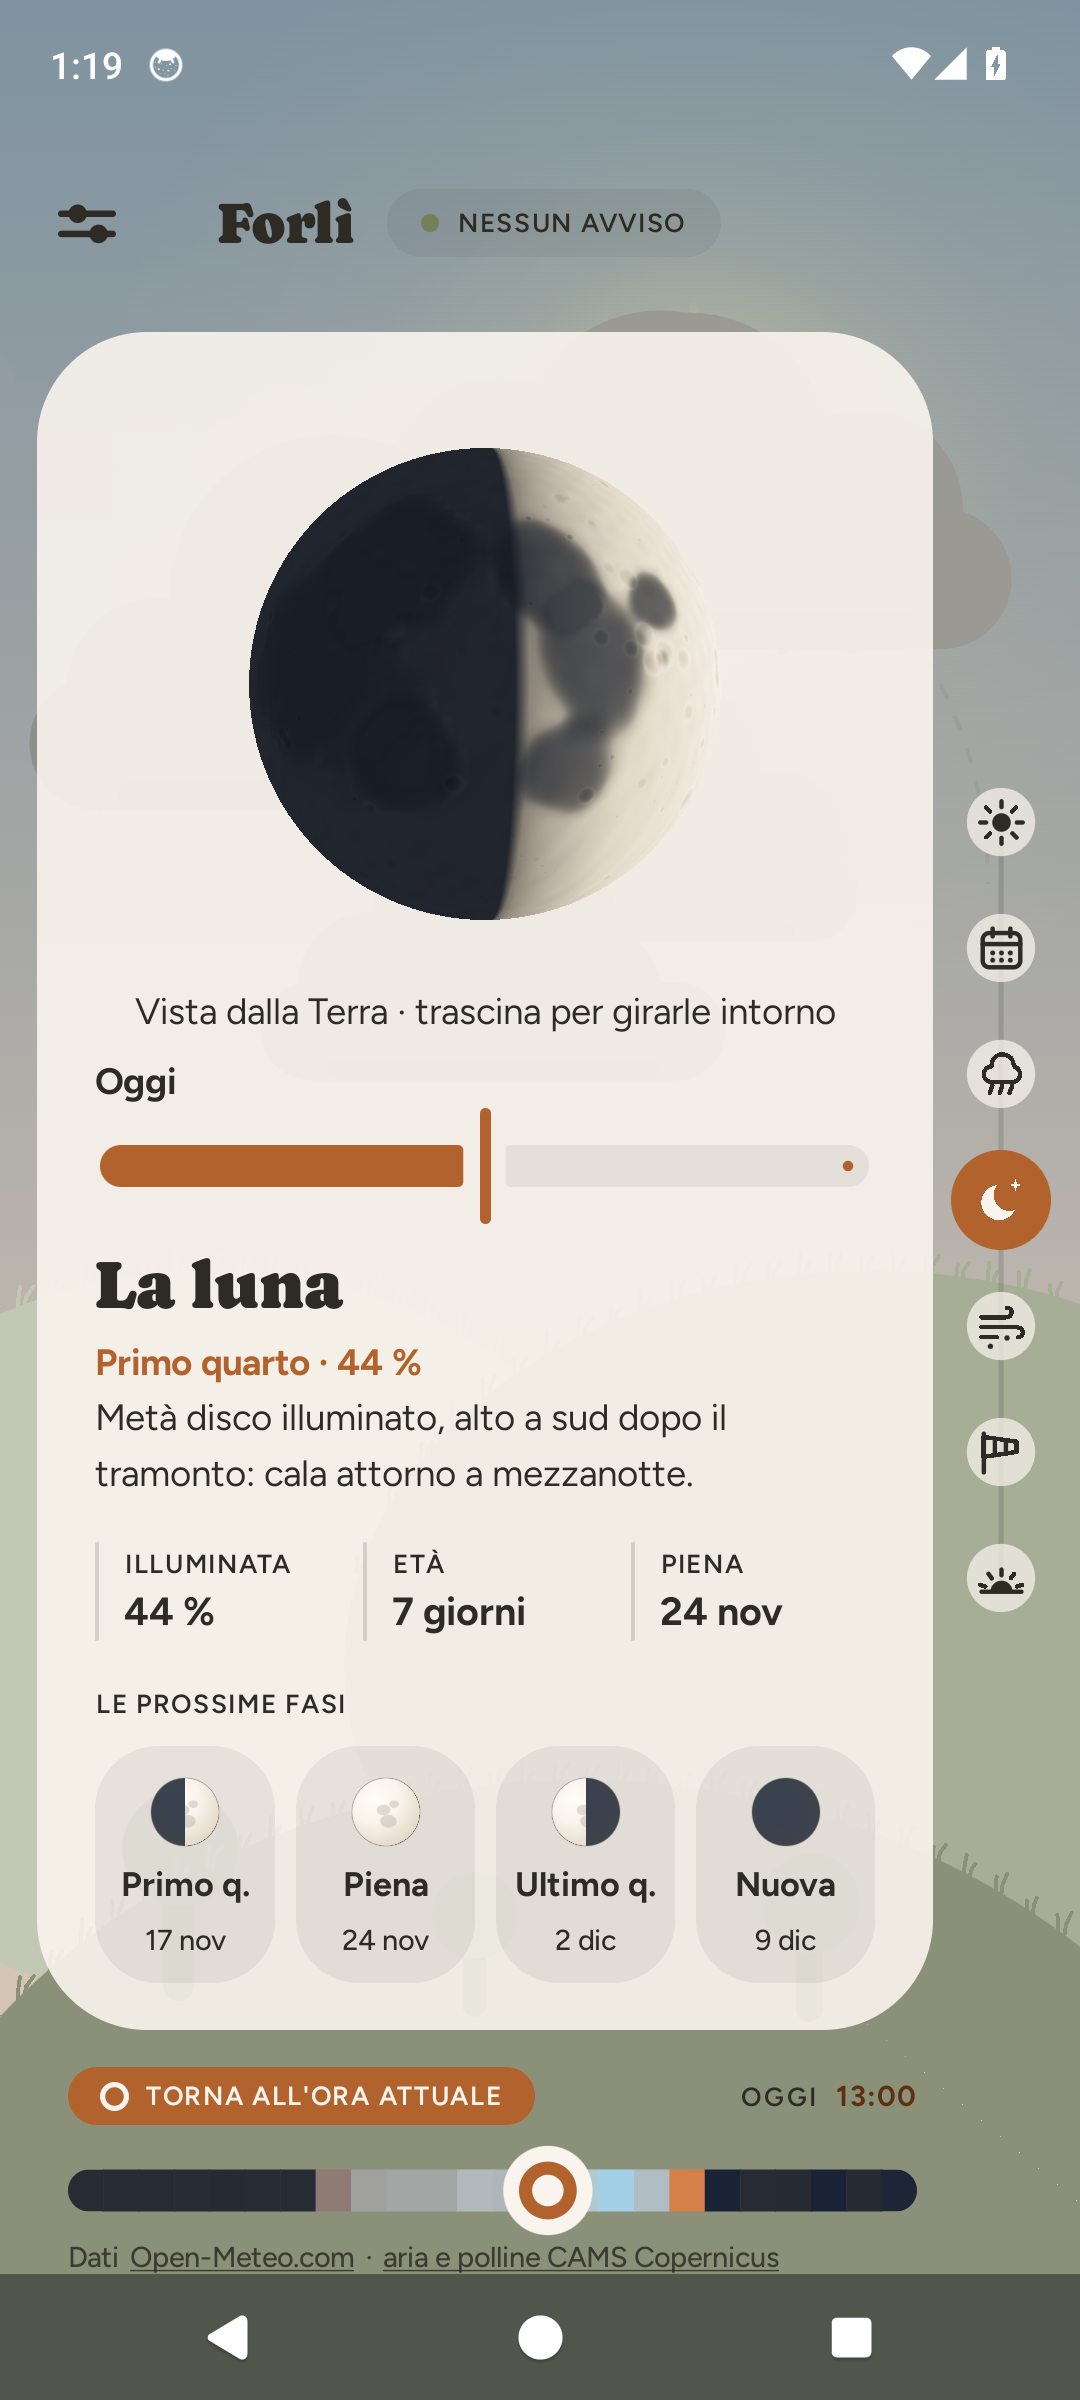 1:19
Forlì
NESSUN AVVISO
Vista dalla Terra · trascina per girarle intorno
Oggi
La luna
Primo quarto · 44 %
Metà disco illuminato, alto a sud dopo il
tramonto: cala attorno a mezzanotte.
ILLUMINATA
44 %
ETÀ
7 giorni
PIENA
24 nov
LE PROSSIME FASI
Primo q.
17 nov
Piena
24 nov
Ultimo q.
2 dic
Nuova
9 dic
TORNA ALL'ORA ATTUALE
OGGI 13:00
Dati Open-Meteo.com · aria e polline CAMS Copernicus